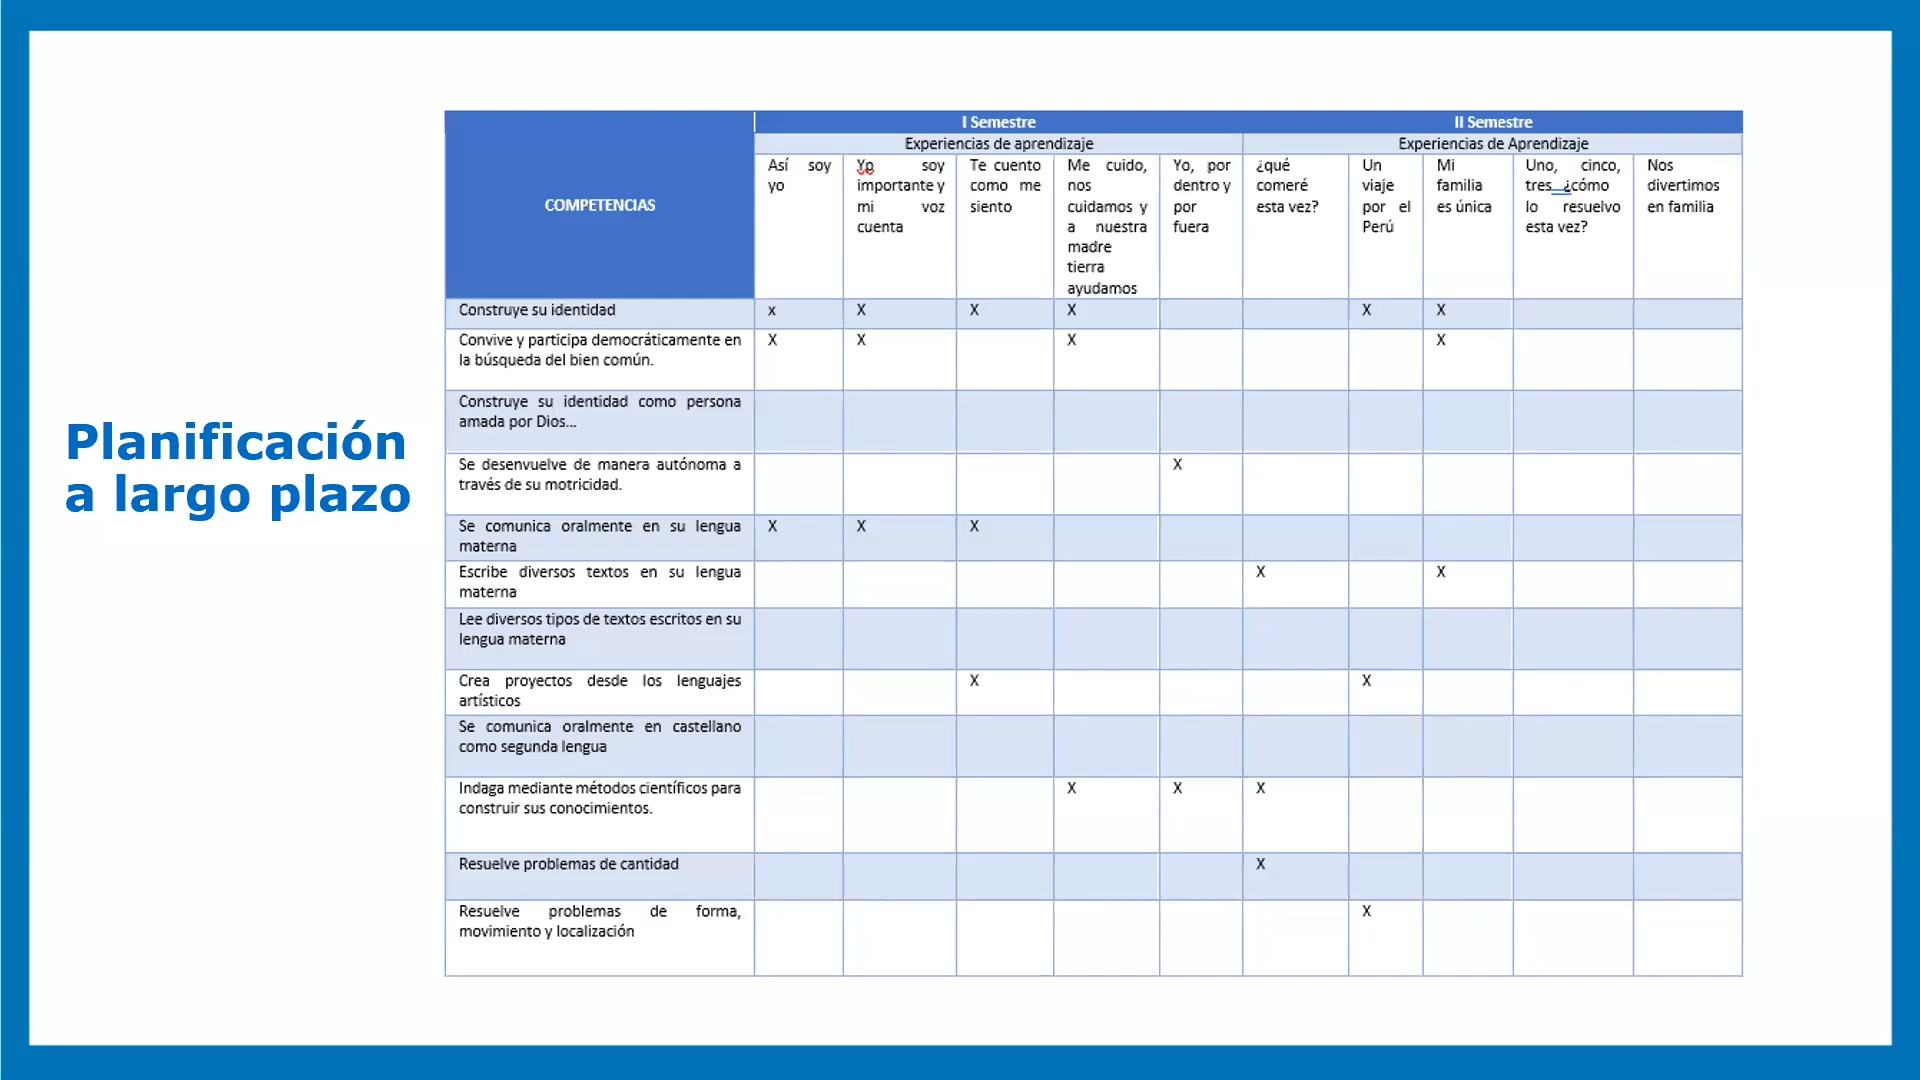 Planificación
a largo plazo
COMPETENCIAS
I Semestre
II Semestre
Experiencias de aprendizaje
Experiencias de Aprendizaje
Así soy
yo
Yo soy
importante y
mi voz
cuenta
Te cuento
como me
siento
Me cuido,
nos
cuidamos y
a nuestra
madre
tierra
ayudamos
Yo, por
dentro y
por
fuera
¿qué
comeré
esta vez?
Un
viaje
por el
Perú
Mi
familia
es única
Uno, cinco,
tres ¿cómo
lo resuelvo
esta vez?
Nos
divertimos
en familia
Construye su identidad
x X X X X X
Convive y participa democráticamente en
la búsqueda del bien común.
X X X X
Construye su identidad como persona
amada por Dios...
Se desenvuelve de manera autónoma a
través de su motricidad.
X
Se comunica oralmente en su lengua
materna
X X X
Escribe diversos textos en su lengua
materna
X X
Lee diversos tipos de textos escritos en su
lengua materna
Crea proyectos desde los lenguajes
artísticos
X X
Se comunica oralmente en castellano
como segunda lengua
Indaga mediante métodos científicos para
construir sus conocimientos.
X X X
Resuelve problemas de cantidad
X
Resuelve problemas de forma,
movimiento y localización
X